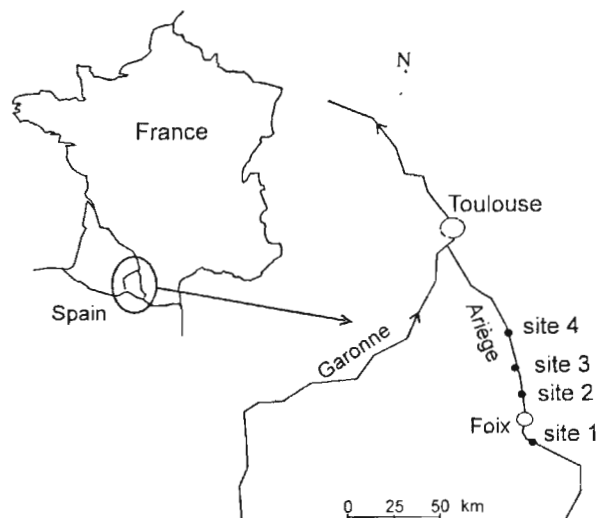 N
France
Toulouse
Spain
Garonne
Ariège
site 4
site 3
site 2
Foix
site 1
0 25 50 km